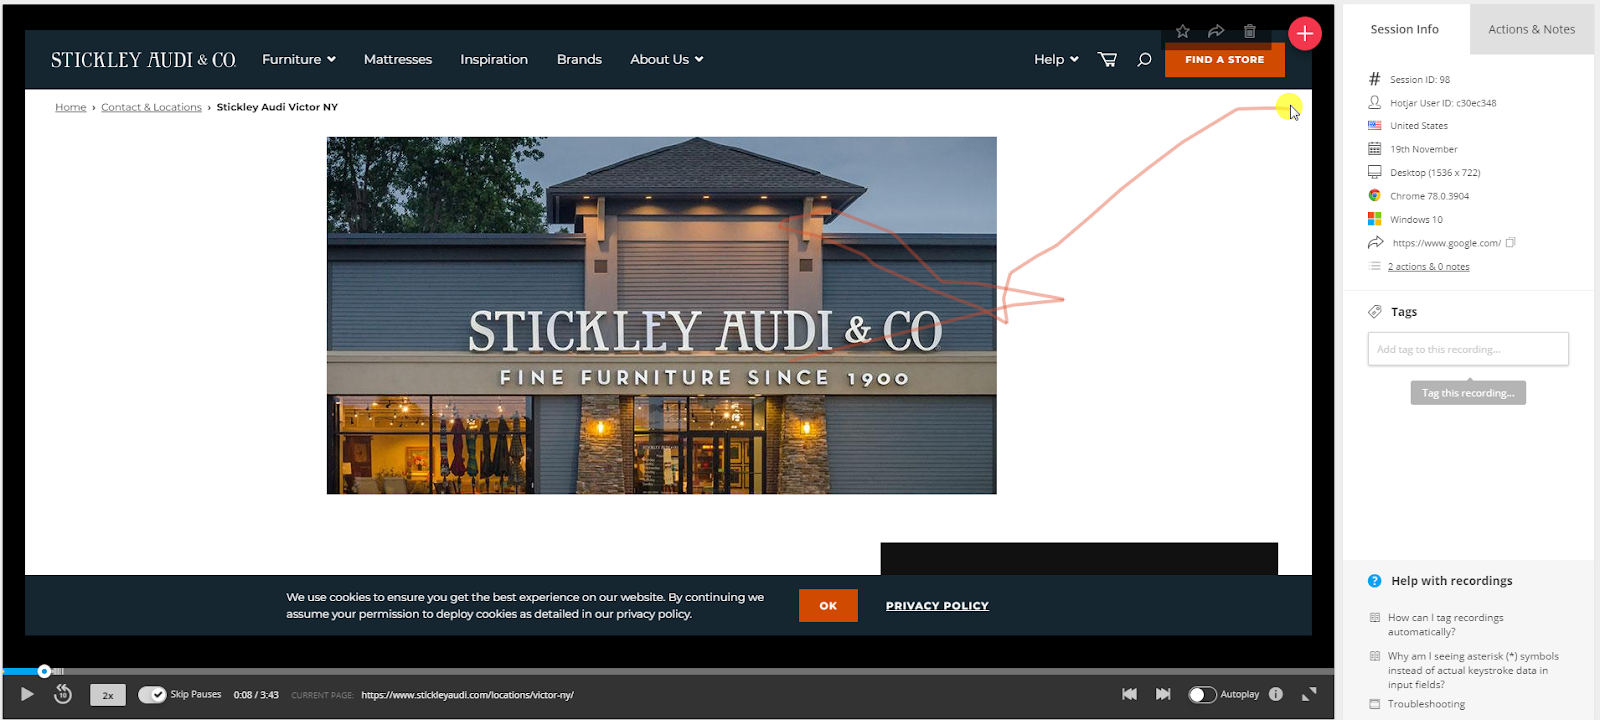 STICKLEY AUDI & CO.
Furniture
Mattresses
Inspiration
Brands
About Us
Help
FIND A STORE
Home › Contact & Locations › Stickley Audi Victor NY
STICKLEY AUDI & CO
FINE FURNITURE SINCE 1900
STICKLEY AUDI & CO
We use cookies to ensure you get the best experience on our website. By continuing we
assume your permission to deploy cookies as detailed in our privacy policy.
OK
PRIVACY POLICY
10
2x
Skip Pauses
0:08 / 3:43
CURRENT PAGE:
https://www.stickleyaudi.com/locations/victor-ny/
Autoplay
Session Info
Actions & Notes
Session ID: 98
Hotjar User ID: c30ec348
United States
19th November
Desktop (1536 x 722)
Chrome 78.0.3904
Windows 10
https://www.google.com/
2 actions & 0 notes
Tags
Add tag to this recording...
Tag this recording...
Help with recordings
How can I tag recordings
automatically?
Why am I seeing asterisk (*) symbols
instead of actual keystroke data in
input fields?
Troubleshooting